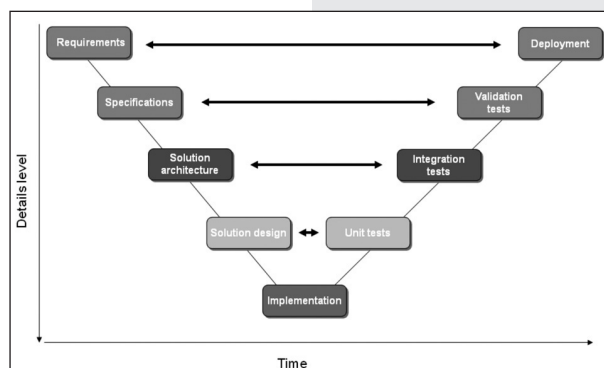 Requirements
Deployment
Specifications
Validation
tests
Solution
architecture
Integration
tests
Solution design
Unit tests
Implementation
Details level
Time